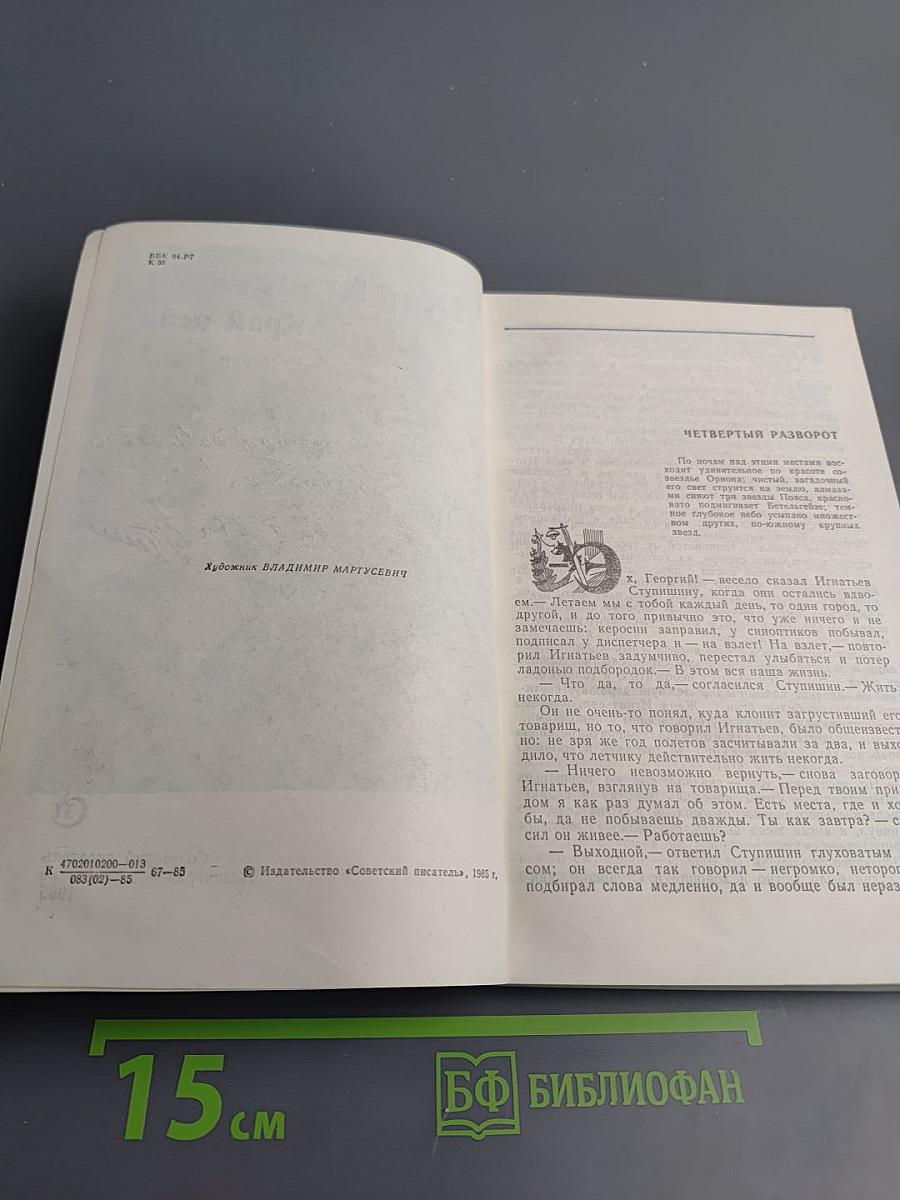 ББК 84.Р7
К 38
Художник ВЛАДИМИР МАРТУСЕВИЧ
К 4702010200—013 67—85
083(02)—85
© Издательство «Советский писатель», 1985 г.
ЧЕТВЕРТЫЙ РАЗВОРОТ
По ночам над этими местами вос-
ходит удивительное по красоте со-
звездье Ориона; чистый, загадочный
его свет струится на землю, алмаза-
ми сияют три звезды Пояса, красно-
вато подмигивает Бетельгейзе; тем-
ное глубокое небо усыпано множест-
вом других, по-южному крупных
звезд.
Ох, Георгий! — весело сказал Игнатьев
Ступишину, когда они остались вдво-
ем.— Летаем мы с тобой каждый день, то один город, то
другой, и до того привычно это, что уже ничего и не
замечаешь: керосин заправил, у синоптиков побывал,
подписал у диспетчера и — на взлет! На взлет,— повто-
рил Игнатьев задумчиво, перестал улыбаться и потер
ладонью подбородок.— В этом вся наша жизнь.
— Что да, то да,— согласился Ступишин.— Жить
некогда.
Он не очень-то понял, куда клонит загрустивший его
товарищ, но то, что говорил Игнатьев, было общеизвест
но: не зря же год полетов засчитывали за два, и выхо
дило, что летчику действительно жить некогда.
— Ничего невозможно вернуть,— снова заговор
Игнатьев, взглянув на товарища.— Перед твоим при
дом я как раз думал об этом. Есть места, где и хо
бы, да не побываешь дважды. Ты как завтра? — с
сил он живее.— Работаешь?
— Выходной,— ответил Ступишин глуховатым
сом; он всегда так говорил — негромко, нетороп
подбирал слова медленно, да и вообще был нераз
15 см
БФ БИБЛИОФАН